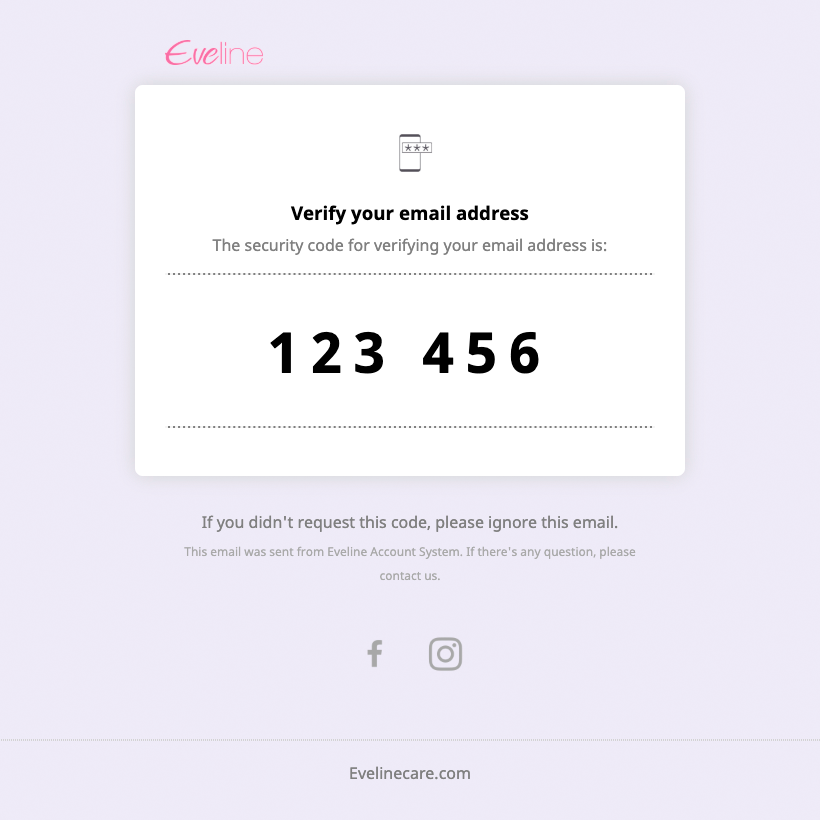 Eveline
***
Verify your email address
The security code for verifying your email address is:
123 456
If you didn't request this code, please ignore this email.
This email was sent from Eveline Account System. If there's any question, please
contact us.
Evelinecare.com